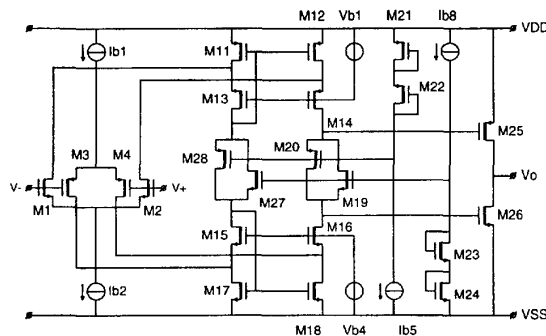 M12 Vb1 M21 Ib8
VDD
Ib1 M11
M22
M13
M14
M3 M4 M28 M20 M25
V- V+ Vo
M1 M2 M27 M19 M26
M15 M16 M23
Ib2 M17 M24
VSS
M18 Vb4 Ib5